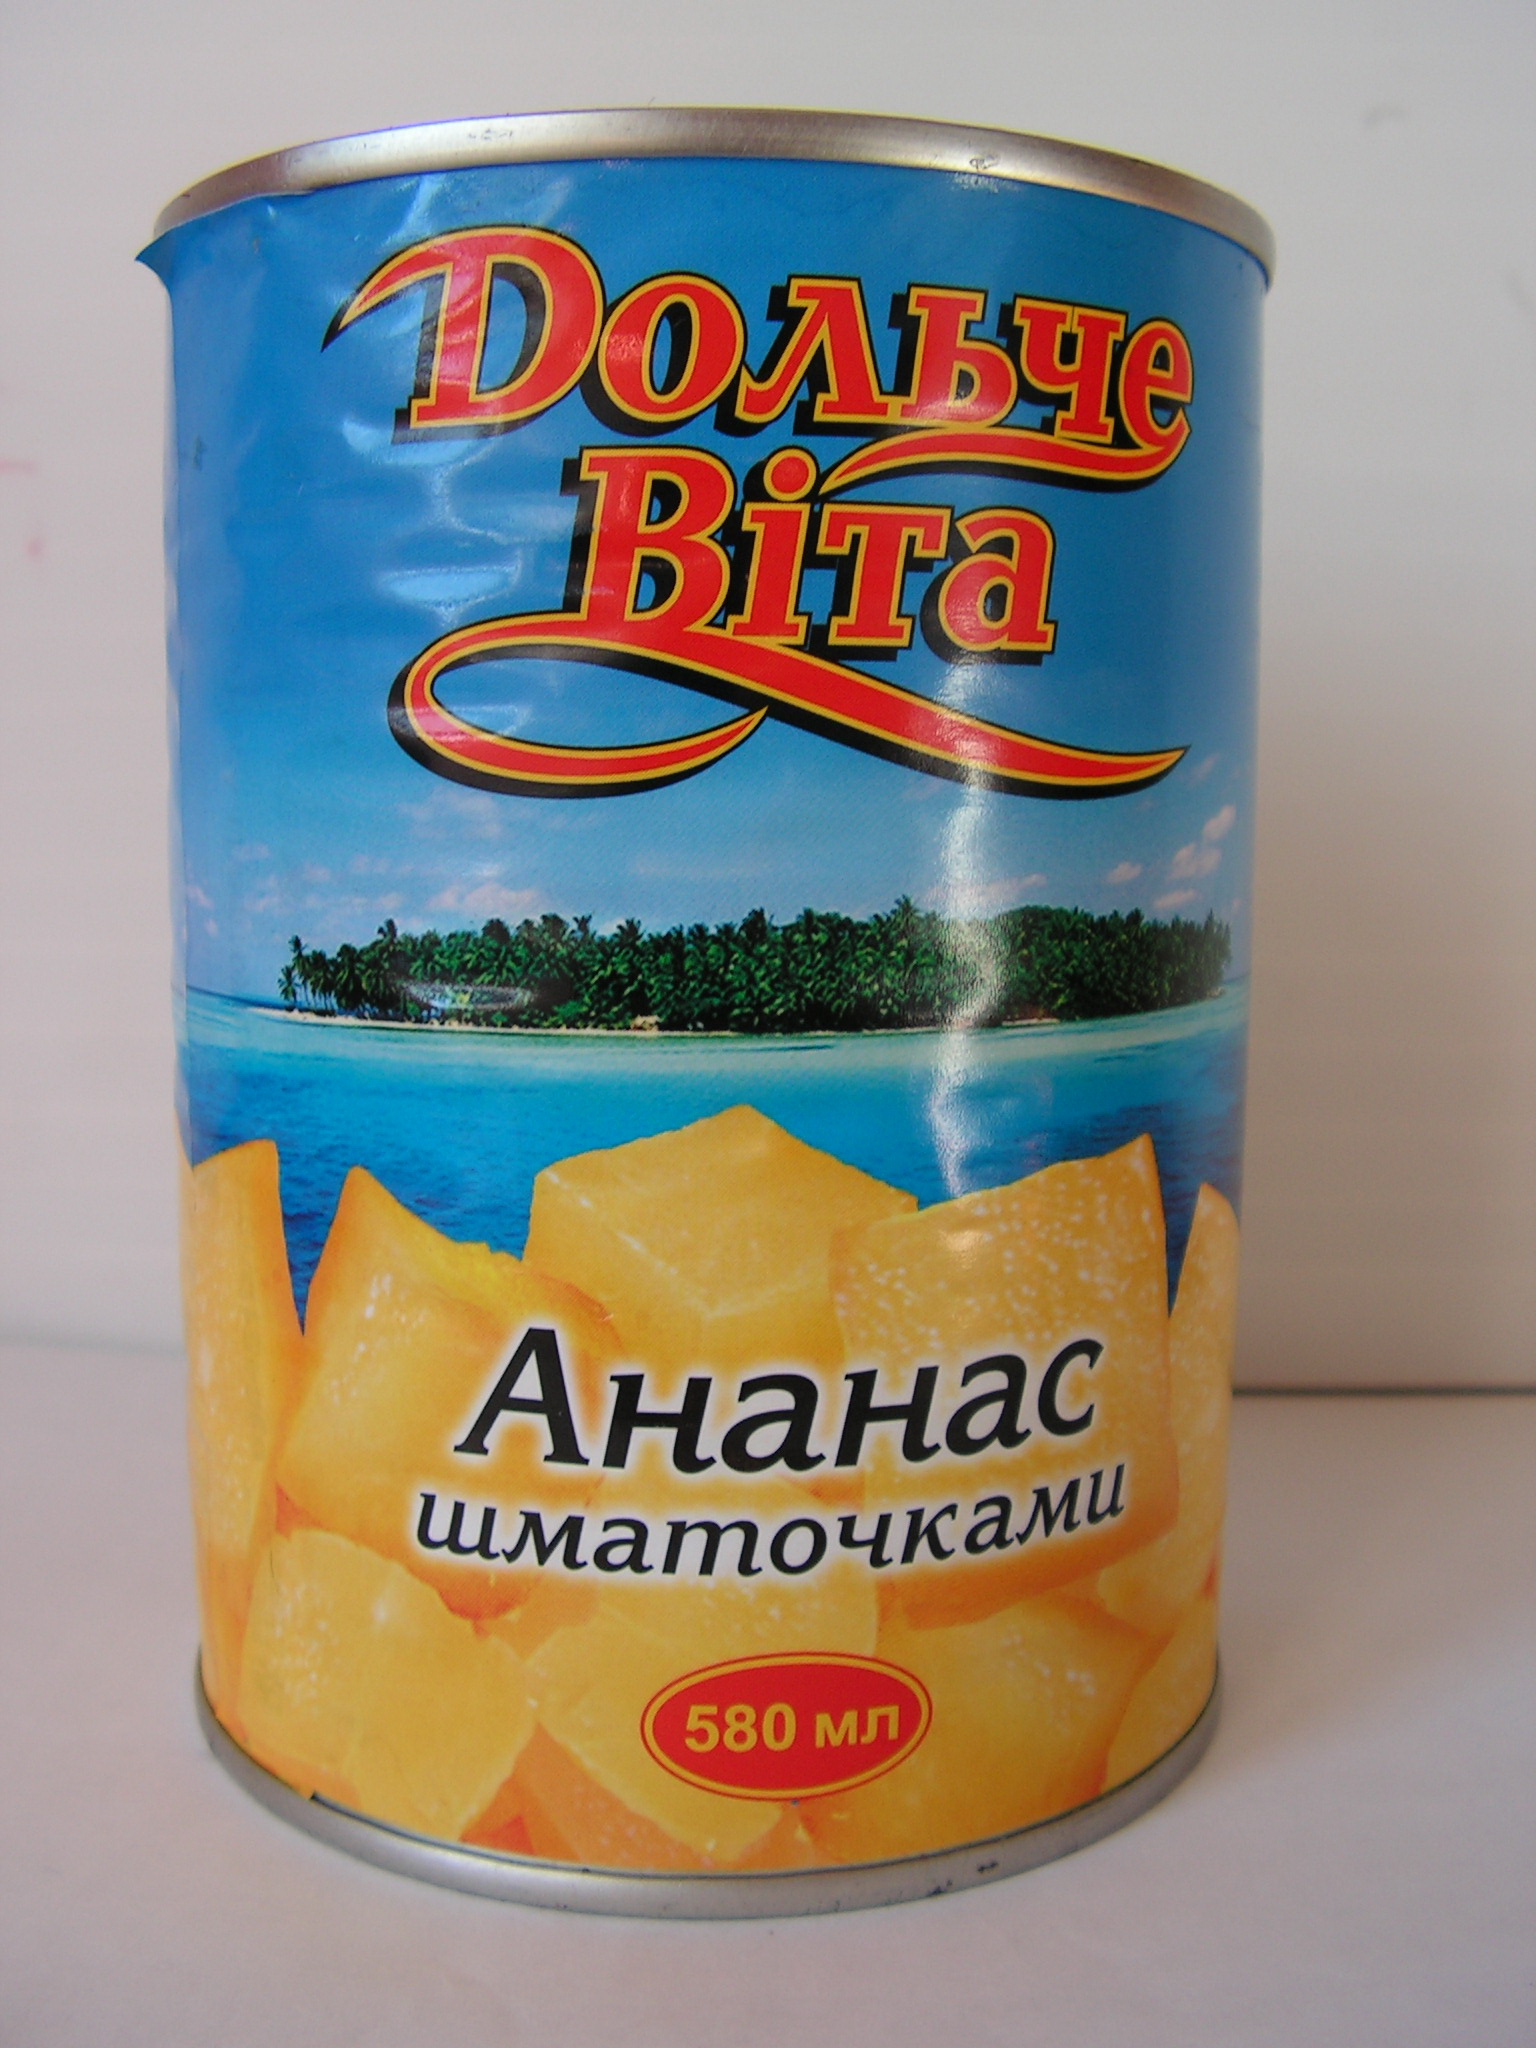 Дольче
Віта
Ананас
шматочками
580 мл